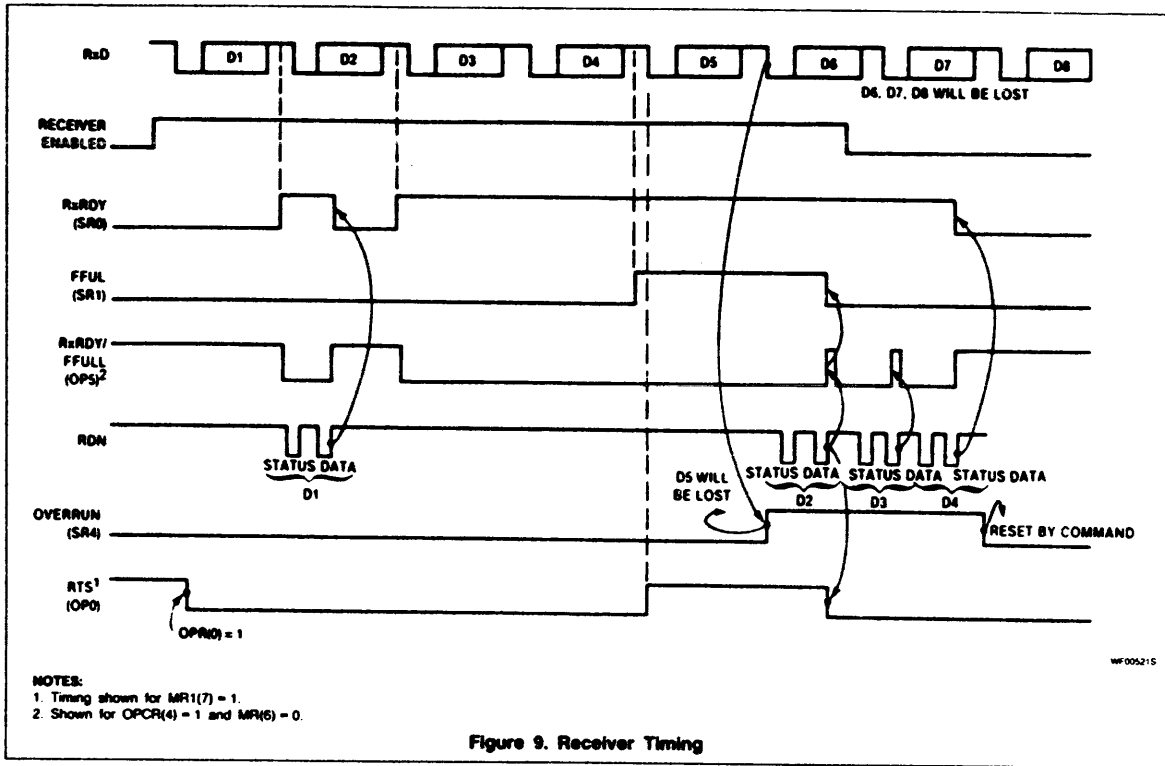 RxD D1 D2 D3 D4 D5 D6 D7 D8
D6, D7, D8 WILL BE LOST
RECEIVER
ENABLED
RxRDY
(SR0)
FFUL
(SR1)
RxRDY/
FFULL
(OP5)2
RDN
STATUS DATA
D1
STATUS DATA
D2
STATUS DATA
D3
STATUS DATA
D4
D5 WILL
BE LOST
OVERRUN
(SR4)
RESET BY COMMAND
RTS1
(OP0)
OPR(0) = 1
WF00521S
NOTES:
1. Timing shown for MR1(7) = 1.
2. Shown for OPCR(4) = 1 and MR(6) = 0.
Figure 9. Receiver Timing